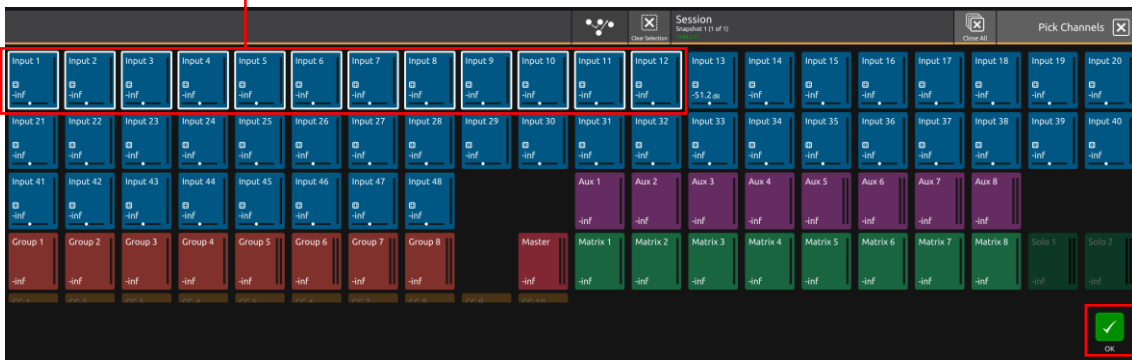 Session
Snapshot 1 (1 of 1)
Clear Selection
Close All
Pick Channels
Input 1 Input 2 Input 3 Input 4 Input 5 Input 6 Input 7 Input 8 Input 9 Input 10 Input 11 Input 12 Input 13 Input 14 Input 15 Input 16 Input 17 Input 18 Input 19 Input 20
-inf -inf -inf -inf -inf -inf -inf -inf -inf -inf -inf -inf -51.2 dB -inf -inf -inf -inf -inf -inf -inf
Input 21 Input 22 Input 23 Input 24 Input 25 Input 26 Input 27 Input 28 Input 29 Input 30 Input 31 Input 32 Input 33 Input 34 Input 35 Input 36 Input 37 Input 38 Input 39 Input 40
-inf -inf -inf -inf -inf -inf -inf -inf -inf -inf -inf -inf -inf -inf -inf -inf -inf -inf -inf -inf
Input 41 Input 42 Input 43 Input 44 Input 45 Input 46 Input 47 Input 48 Aux 1 Aux 2 Aux 3 Aux 4 Aux 5 Aux 6 Aux 7 Aux 8
-inf -inf -inf -inf -inf -inf -inf -inf -inf -inf -inf -inf -inf -inf -inf -inf
Group 1 Group 2 Group 3 Group 4 Group 5 Group 6 Group 7 Group 8 Master Matrix 1 Matrix 2 Matrix 3 Matrix 4 Matrix 5 Matrix 6 Matrix 7 Matrix 8 Solo 1 Solo 2
-inf -inf -inf -inf -inf -inf -inf -inf -inf -inf -inf -inf -inf -inf -inf -inf -inf -inf -inf
OK